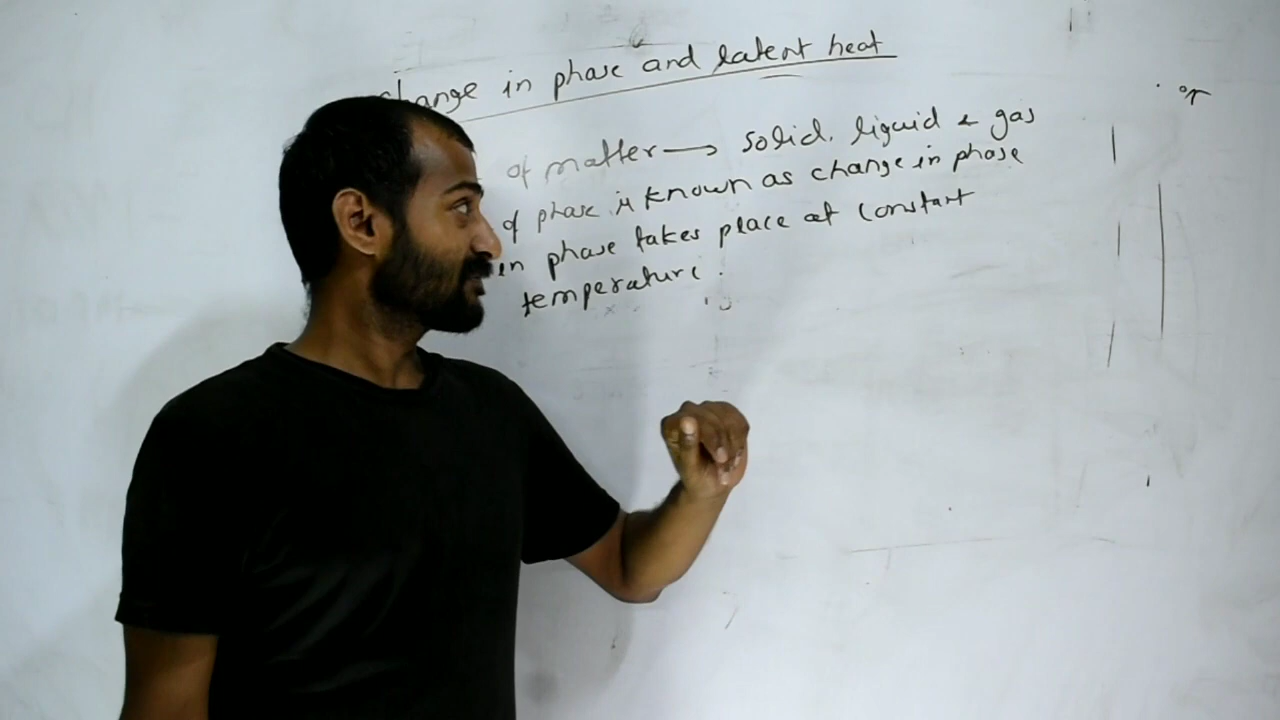 change in phase and latent heat
of matter → solid, liquid & gas
of phase is known as change in phase
in phase takes place at constant
temperature.
or